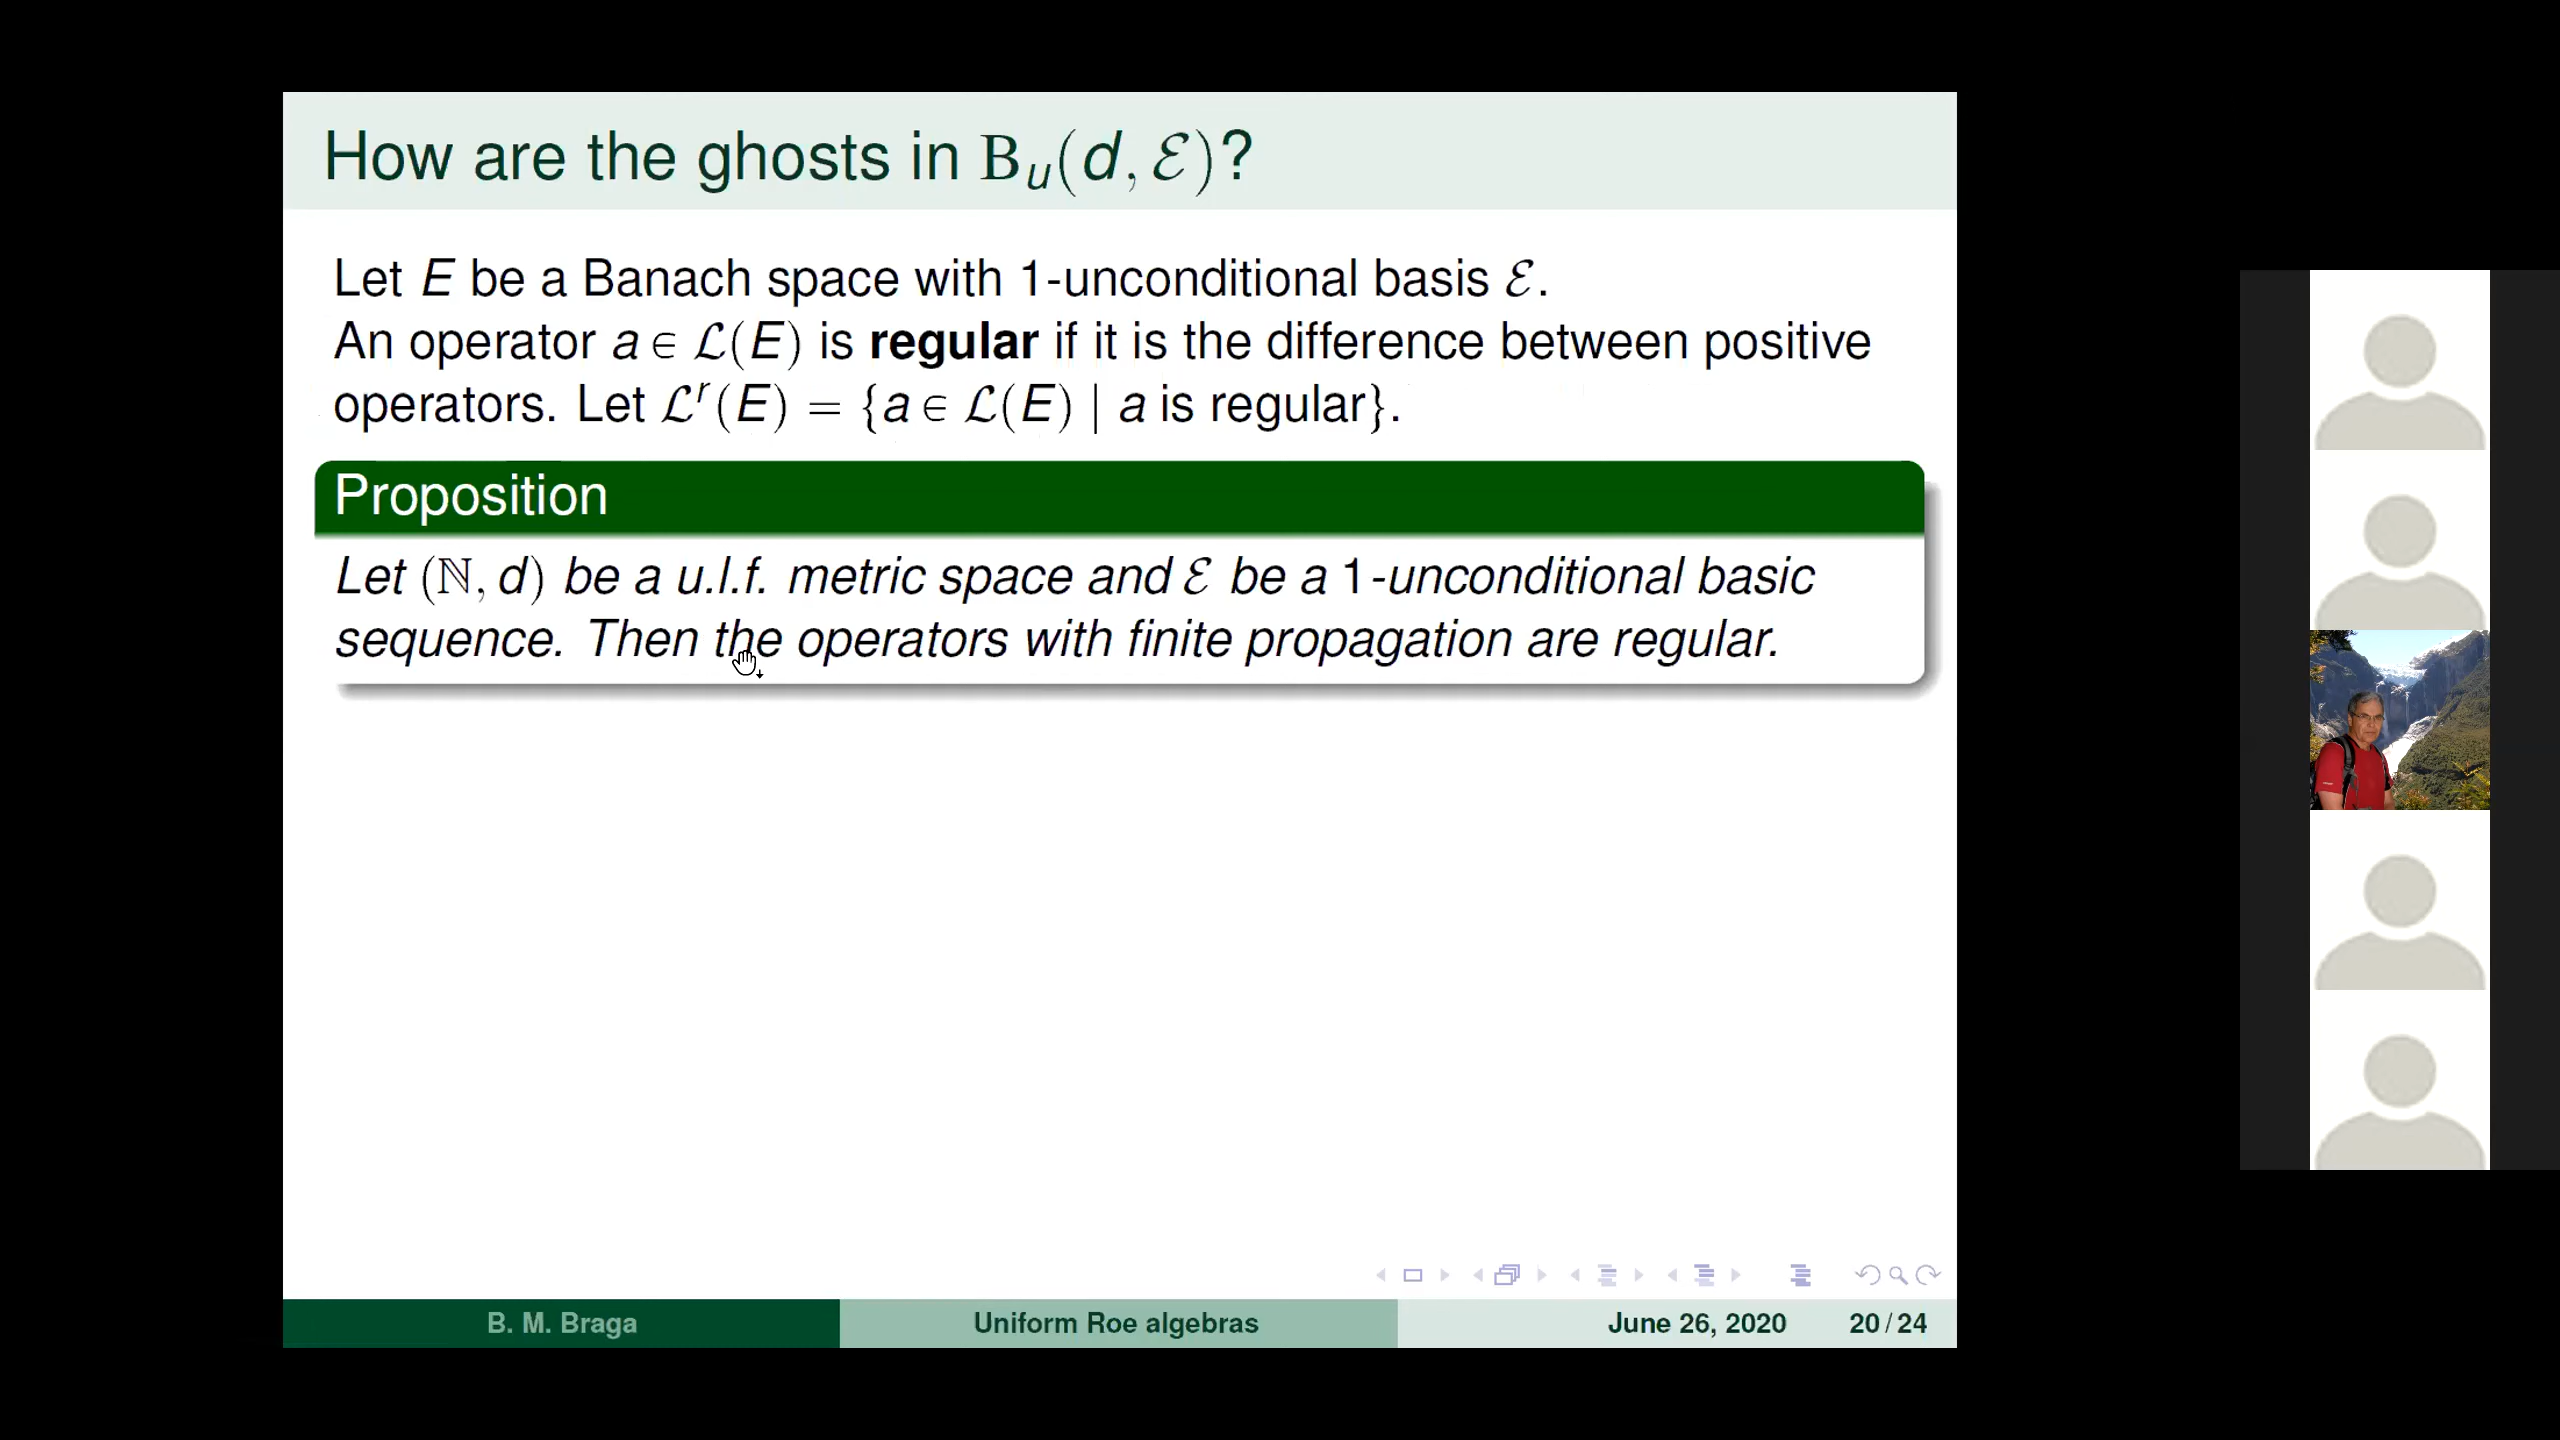 How are the ghosts in B_u(d, ℰ)?
Let E be a Banach space with 1-unconditional basis ℰ.
An operator a ∈ ℒ(E) is regular if it is the difference between positive
operators. Let ℒ^r(E) = {a ∈ ℒ(E) | a is regular}.
Proposition
Let (ℕ, d) be a u.l.f. metric space and ℰ be a 1-unconditional basic
sequence. Then the operators with finite propagation are regular.
B. M. Braga
Uniform Roe algebras
June 26, 2020
20 / 24